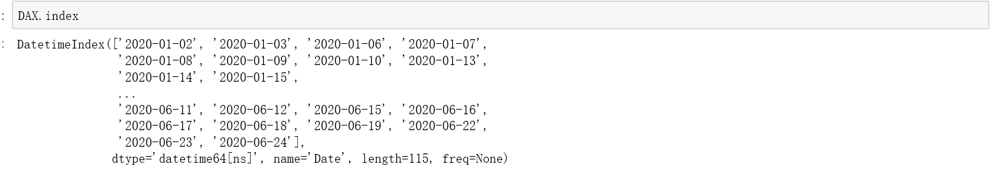 : DAX.index
: DatetimeIndex(['2020-01-02', '2020-01-03', '2020-01-06', '2020-01-07',
'2020-01-08', '2020-01-09', '2020-01-10', '2020-01-13',
'2020-01-14', '2020-01-15',
...
'2020-06-11', '2020-06-12', '2020-06-15', '2020-06-16',
'2020-06-17', '2020-06-18', '2020-06-19', '2020-06-22',
'2020-06-23', '2020-06-24'],
dtype='datetime64[ns]', name='Date', length=115, freq=None)